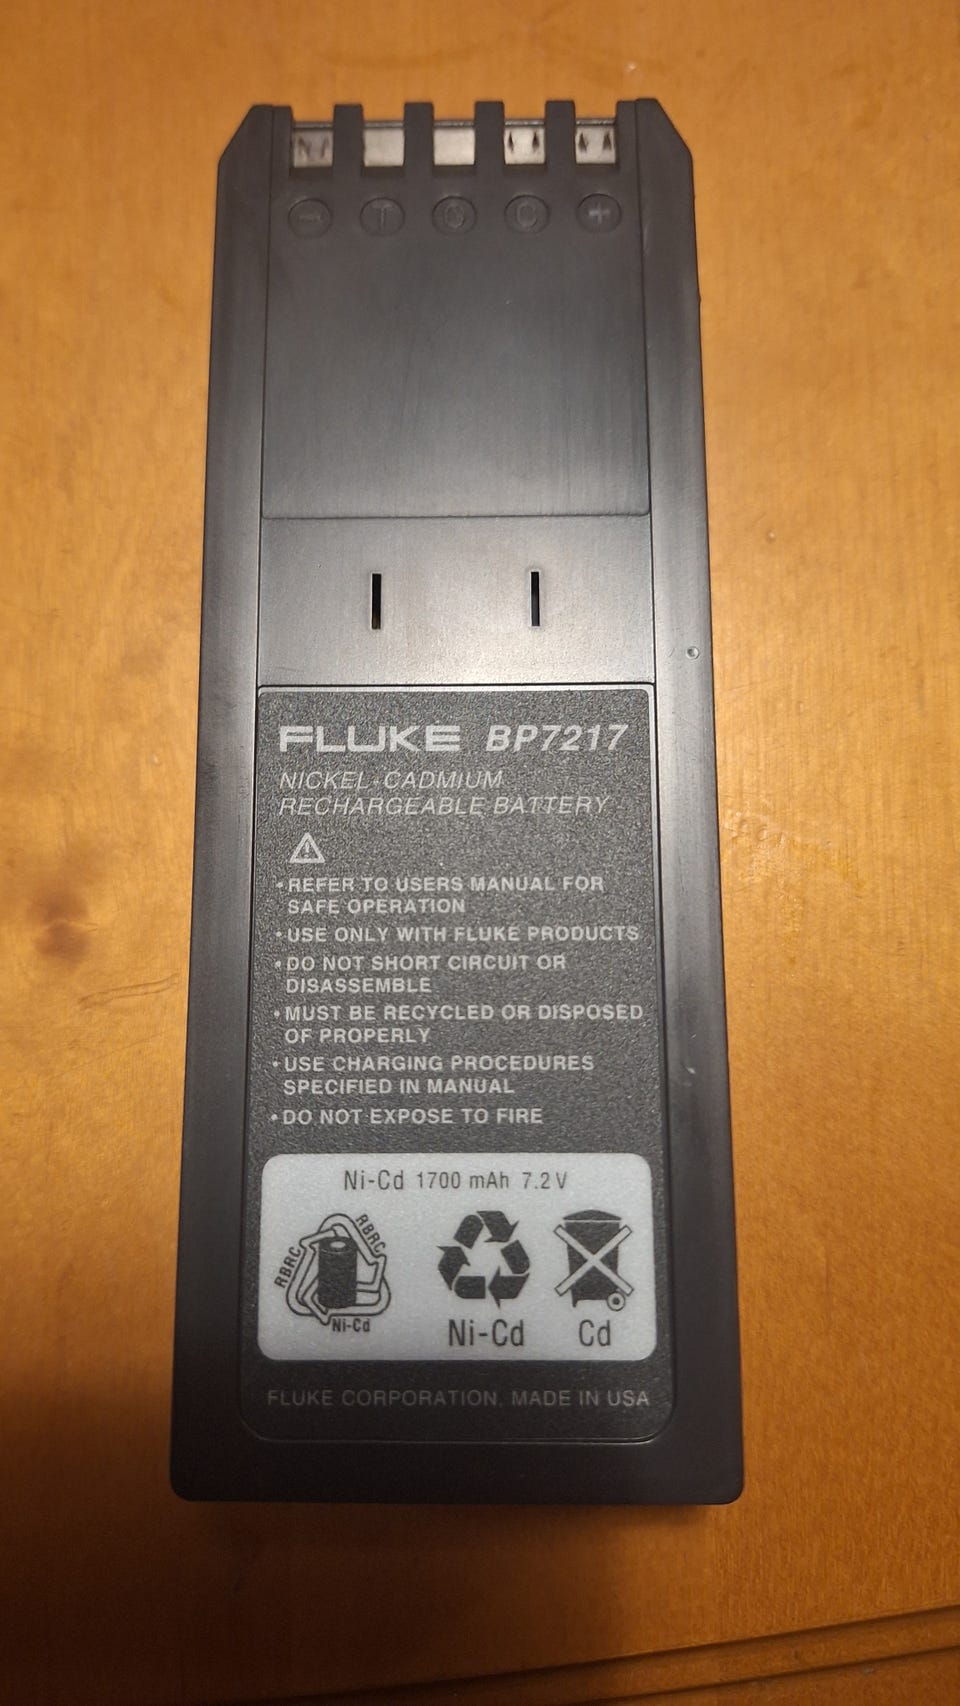 − T C +
FLUKE BP7217
NICKEL-CADMIUM
RECHARGEABLE BATTERY
• REFER TO USERS MANUAL FOR
SAFE OPERATION
• USE ONLY WITH FLUKE PRODUCTS
• DO NOT SHORT CIRCUIT OR
DISASSEMBLE
• MUST BE RECYCLED OR DISPOSED
OF PROPERLY
• USE CHARGING PROCEDURES
SPECIFIED IN MANUAL
• DO NOT EXPOSE TO FIRE
Ni-Cd 1700 mAh 7.2 V
RBRC RBRC
Ni-Cd
Ni-Cd Cd
FLUKE CORPORATION. MADE IN USA